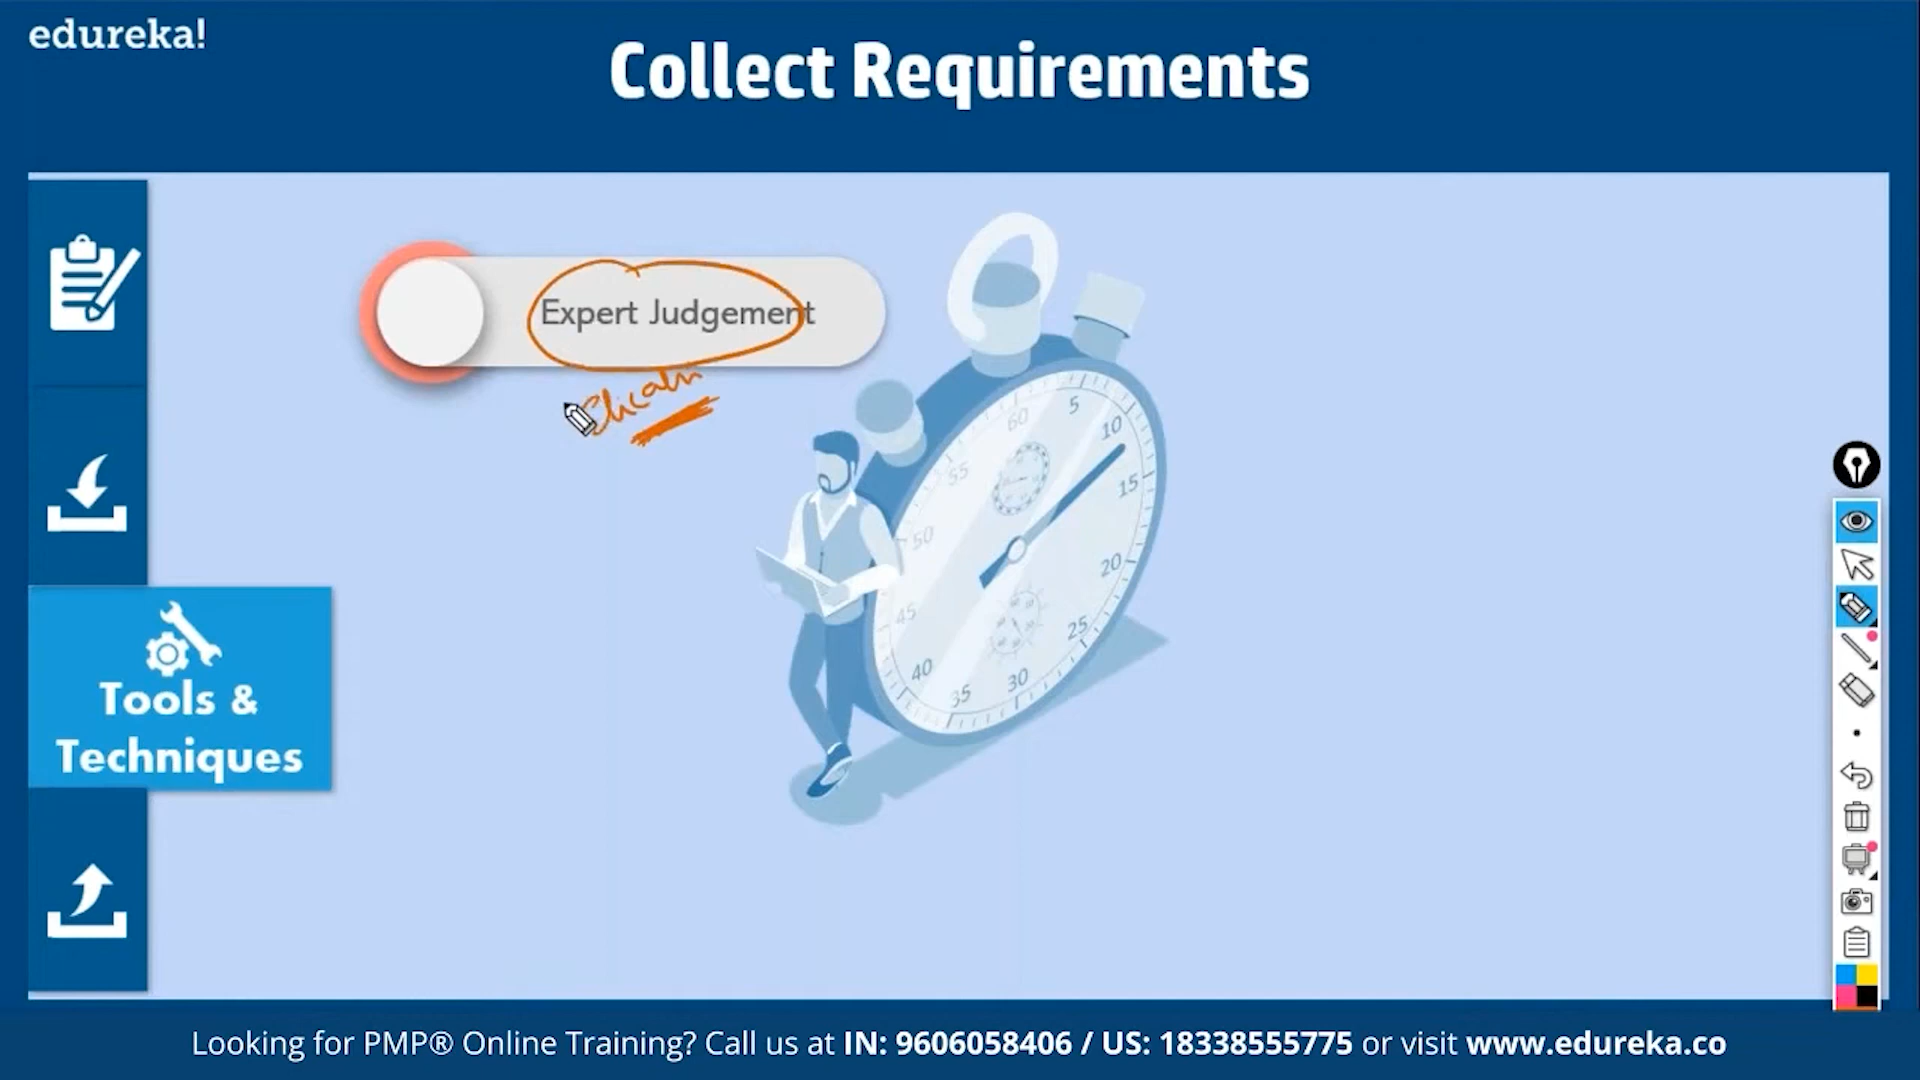 edureka!
Collect Requirements
Expert Judgement
60
5
10
55
15
50
20
45
25
40
30
35
Tools &
Techniques
Looking for PMP® Online Training? Call us at IN: 9606058406 / US: 18338555775 or visit www.edureka.co